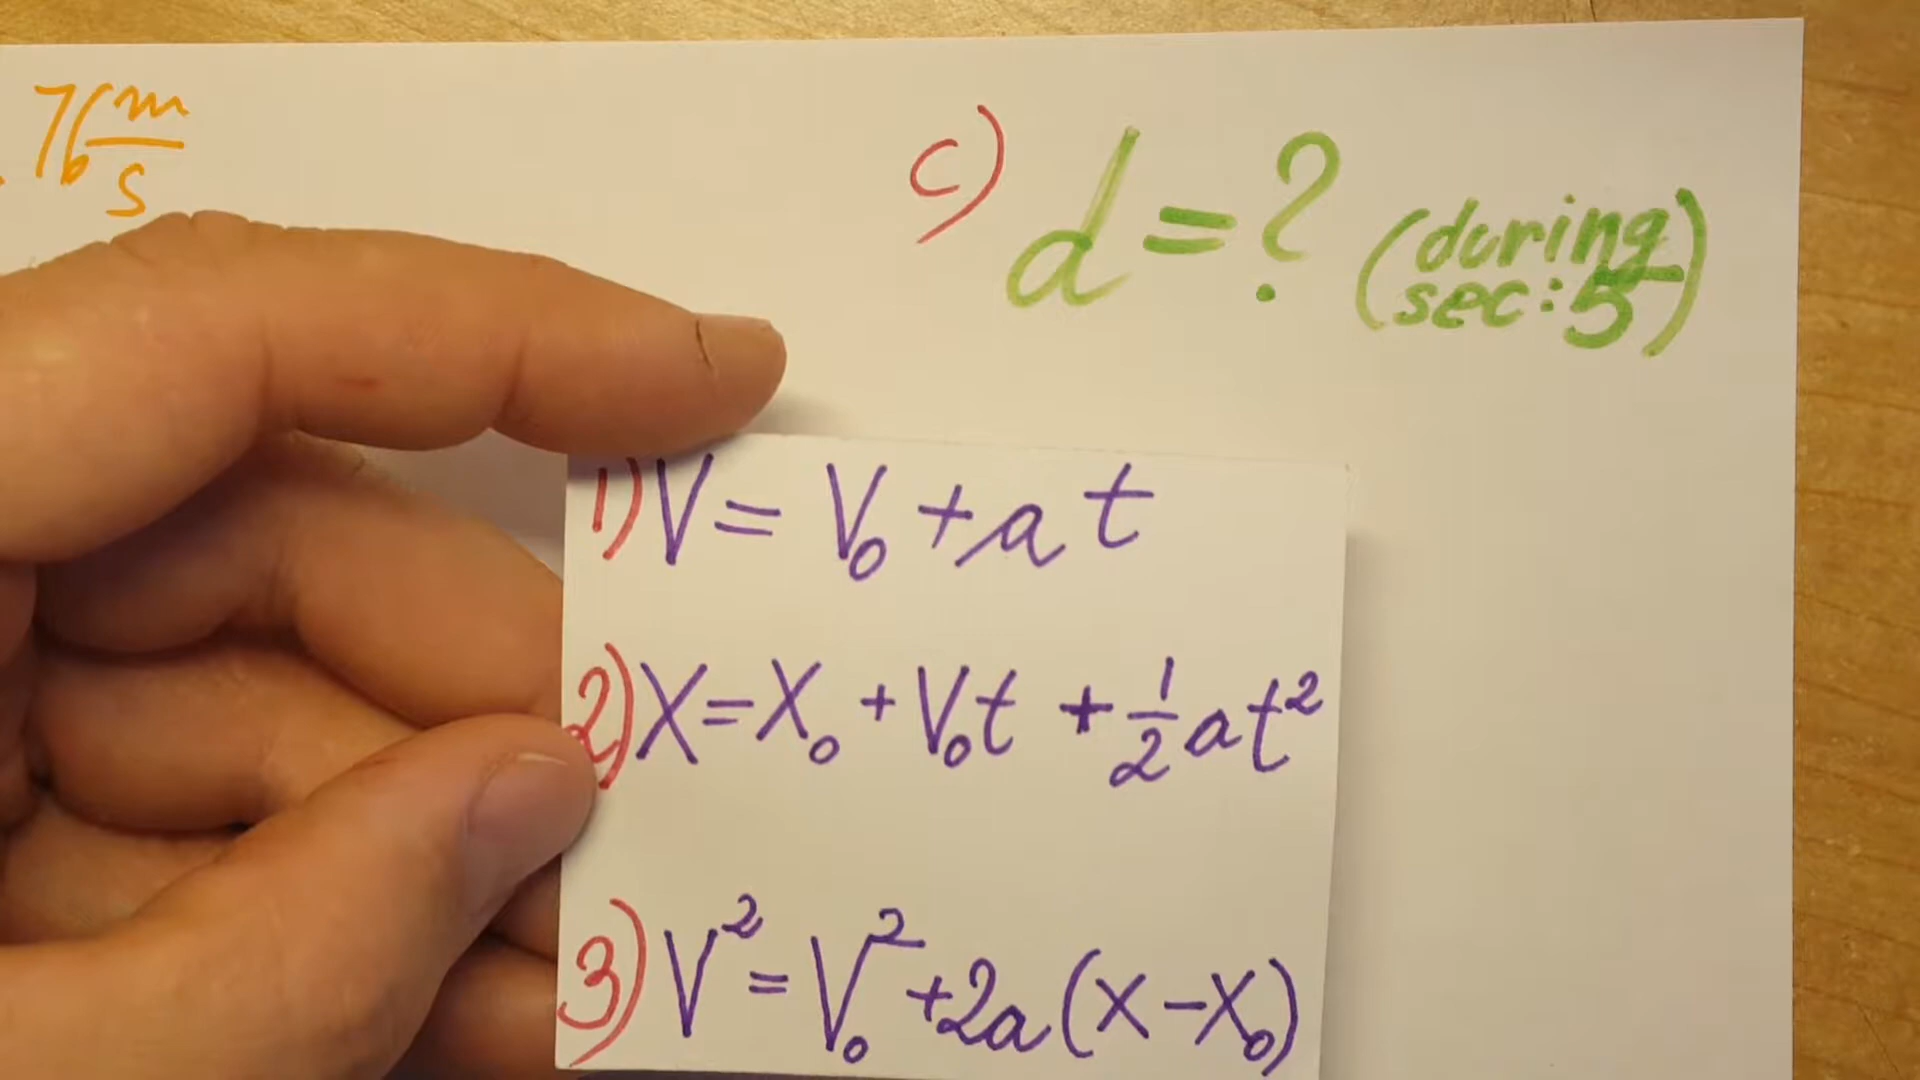 .76 m/s
c) d = ? (during sec: 5)
1) V = V₀ + at
2) X = X₀ + V₀t + 1/2 at²
3) V² = V₀² + 2a(X - X₀)